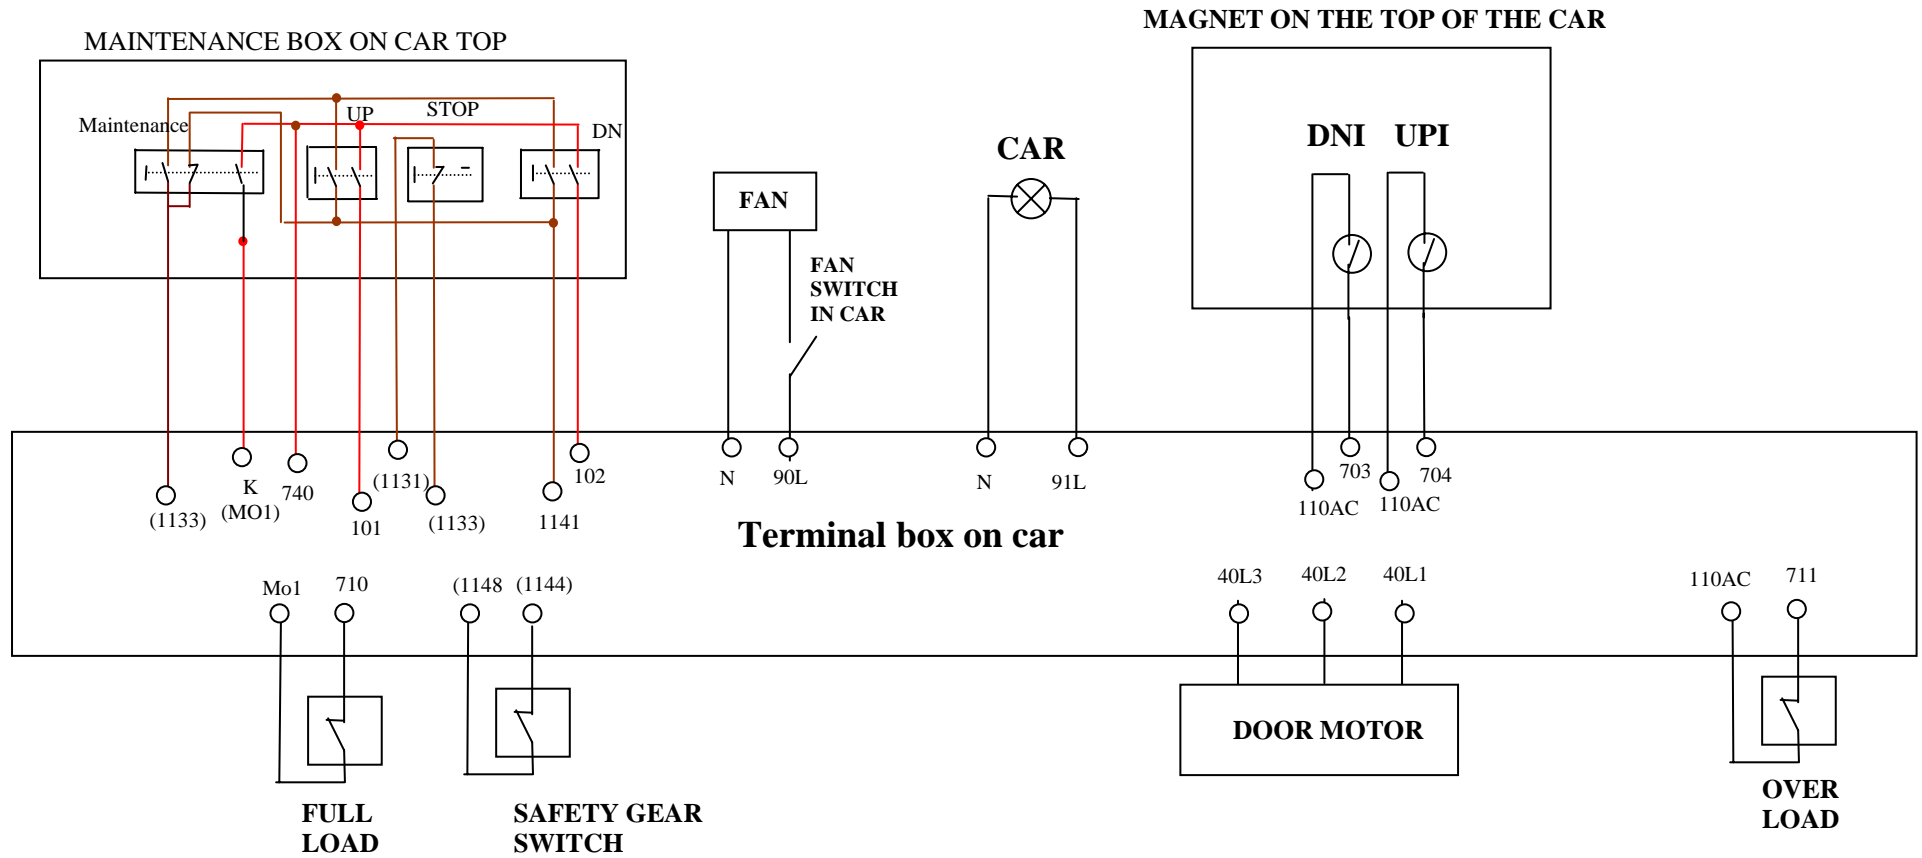 MAGNET ON THE TOP OF THE CAR
MAINTENANCE BOX ON CAR TOP
Maintenance
UP
STOP
DN
CAR
DNI
UPI
FAN
FAN
SWITCH
IN CAR
(1133)
K
(MO1)
740
101
(1131)
(1133)
1141
102
N
90L
N
91L
110AC
703
110AC
704
Terminal box on car
Mo1
710
(1148
(1144)
40L3
40L2
40L1
110AC
711
DOOR MOTOR
FULL
LOAD
SAFETY GEAR
SWITCH
OVER
LOAD